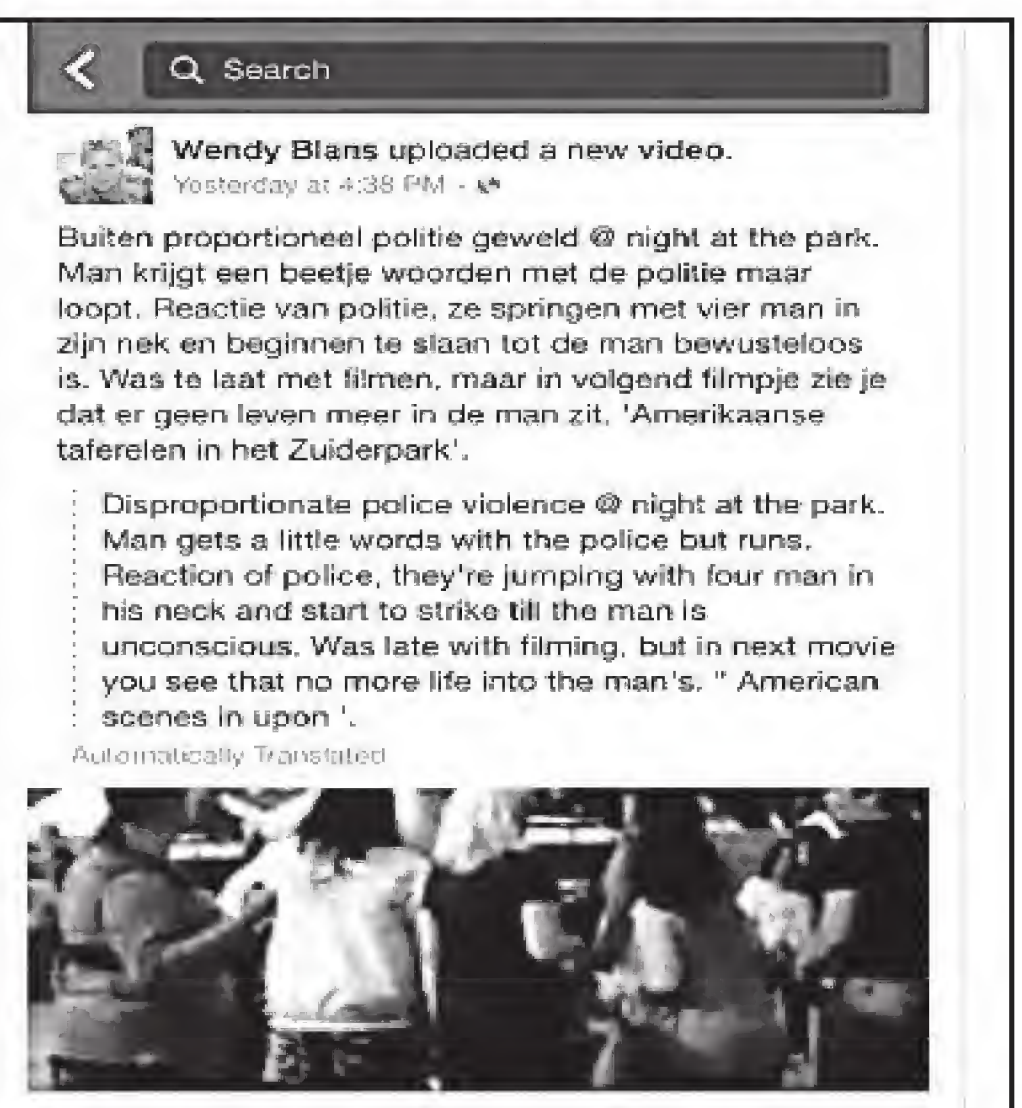 Search
Wendy Blans uploaded a new video.
Yesterday at 4:38 PM -
Buiten proportioneel politie geweld @ night at the park.
Man krijgt een beetje woorden met de politie maar
loopt. Reactie van politie, ze springen met vier man in
zijn nek en beginnen te slaan tot de man bewusteloos
is. Was te laat met filmen, maar in volgend filmpje zie je
dat er geen leven meer in de man zit. 'Amerikaanse
taferelen in het Zuiderpark'.
Disproportionate police violence @ night at the park.
Man gets a little words with the police but runs.
Reaction of police, they're jumping with four man in
his neck and start to strike till the man is
unconscious. Was late with filming, but in next movie
you see that no more life into the man's. " American
scenes in upon '.
Automatically Translated